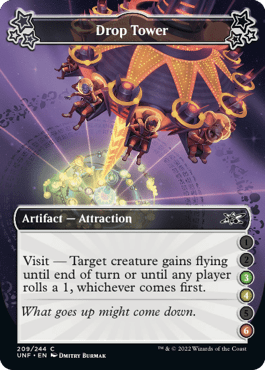 Drop Tower
Artifact — Attraction
1
2
Visit — Target creature gains flying
3
until end of turn or until any player
4
rolls a 1, whichever comes first.
5
What goes up might come down.
6
209/244 C
UNF • EN DMITRY BURMAK
™ & © 2022 Wizards of the Coast